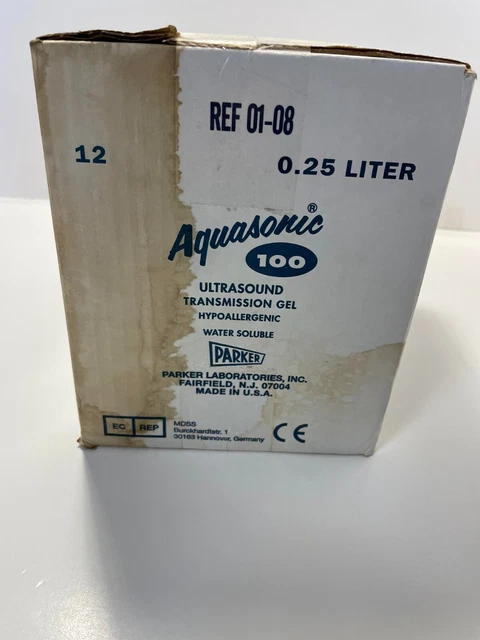 REF 01-08
12
0.25 LITER
Aquasonic®
100
ULTRASOUND
TRANSMISSION GEL
HYPOALLERGENIC
WATER SOLUBLE
PARKER
PARKER LABORATORIES, INC.
FAIRFIELD, N.J. 07004
MADE IN U.S.A.
EC REP
MDSS
Burckhardtstr. 1
30163 Hannover, Germany
CE